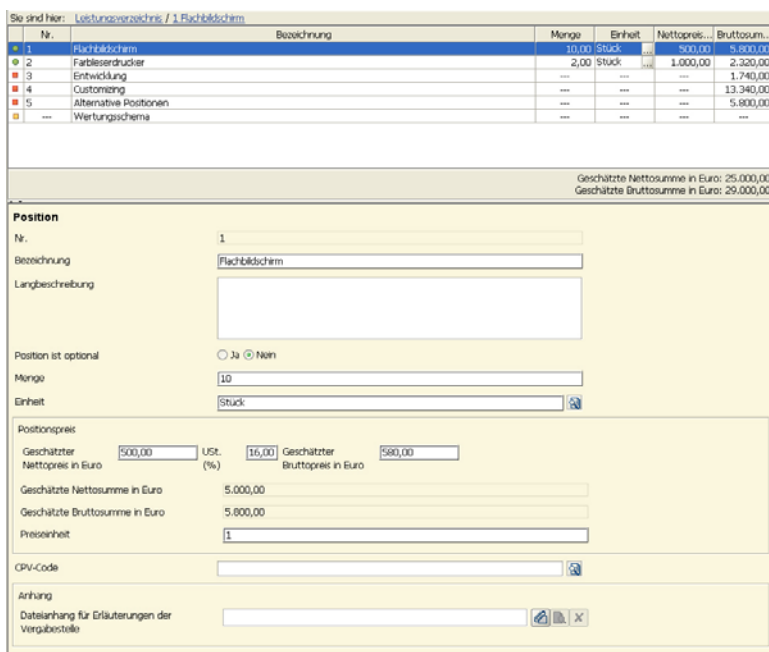 Sie sind hier: Leistungsverzeichnis / 1 Flachbildschirm
Nr. Bezeichnung Menge Einheit Nettopreis... Bruttosum...
1 Flachbildschirm 10,00 Stück ... 500,00 5.800,00
2 Farbleserdrucker 2,00 Stück ... 1.000,00 2.320,00
3 Entwicklung --- --- --- 1.740,00
4 Customizing --- --- --- 13.340,00
5 Alternative Positionen --- --- --- 5.800,00
--- Wertungsschema --- --- --- ---
Geschätzte Nettosumme in Euro: 25.000,00
Geschätzte Bruttosumme in Euro: 29.000,00
Position
Nr. 1
Bezeichnung Flachbildschirm
Langbeschreibung
Position ist optional Ja Nein
Menge 10
Einheit Stück
Positionspreis
Geschätzter Nettopreis in Euro 500,00 USt. (%) 16,00 Geschätzter Bruttopreis in Euro 580,00
Geschätzte Nettosumme in Euro 5.000,00
Geschätzte Bruttosumme in Euro 5.800,00
Preiseinheit 1
CPV-Code
Anhang
Dateianhang für Erläuterungen der
Vergabestelle